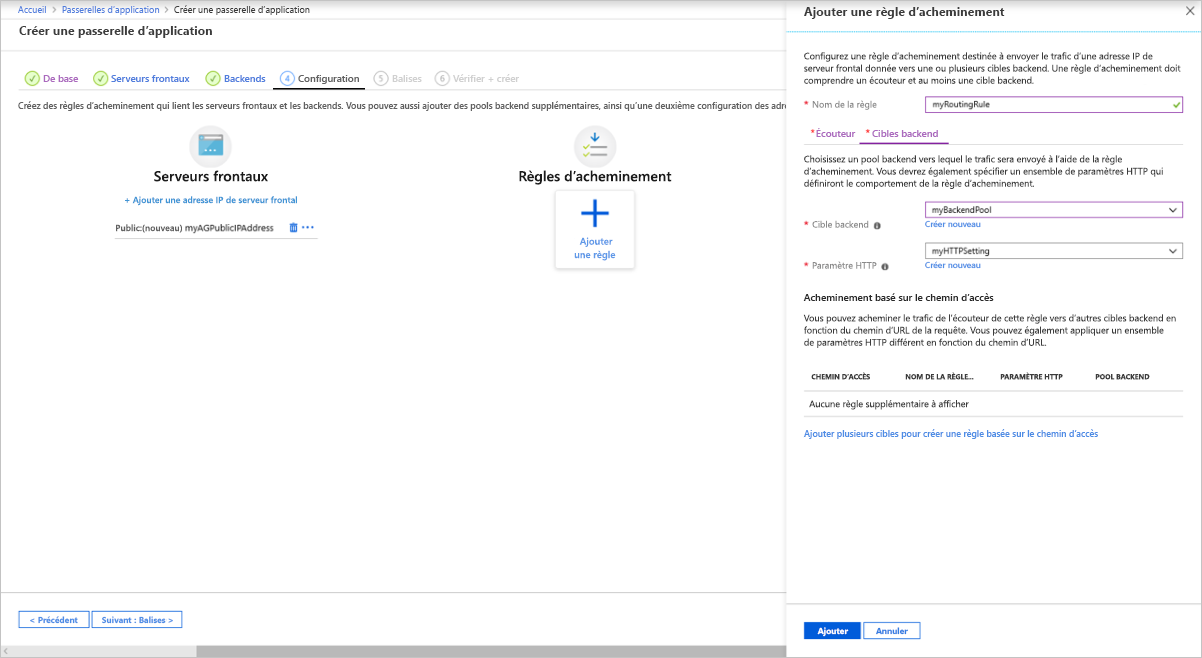 Accueil > Passerelles d'application > Créer une passerelle d'application
Créer une passerelle d'application
De base
Serveurs frontaux
Backends
4 Configuration
5 Balises
6 Vérifier + créer
Créez des règles d'acheminement qui lient les serveurs frontaux et les backends. Vous pouvez aussi ajouter des pools backend supplémentaires, ainsi qu'une deuxième configuration des adre
Serveurs frontaux
+ Ajouter une adresse IP de serveur frontal
Public:(nouveau) myAGPublicIPAddress
Règles d'acheminement
Ajouter
une règle
< Précédent
Suivant : Balises >
Ajouter une règle d'acheminement
Configurez une règle d'acheminement destinée à envoyer le trafic d'une adresse IP de
serveur frontal donnée vers une ou plusieurs cibles backend. Une règle d'acheminement doit
comprendre un écouteur et au moins une cible backend.
* Nom de la règle
myRoutingRule
*Écouteur
* Cibles backend
Choisissez un pool backend vers lequel le trafic sera envoyé à l'aide de la règle
d'acheminement. Vous devrez également spécifier un ensemble de paramètres HTTP qui
définiront le comportement de la règle d'acheminement.
myBackendPool
* Cible backend
Créer nouveau
myHTTPSetting
* Paramètre HTTP
Créer nouveau
Acheminement basé sur le chemin d'accès
Vous pouvez acheminer le trafic de l'écouteur de cette règle vers d'autres cibles backend en
fonction du chemin d'URL de la requête. Vous pouvez également appliquer un ensemble
de paramètres HTTP différent en fonction du chemin d'URL.
CHEMIN D'ACCÈS
NOM DE LA RÈGLE...
PARAMÈTRE HTTP
POOL BACKEND
Aucune règle supplémentaire à afficher
Ajouter plusieurs cibles pour créer une règle basée sur le chemin d'accès
Ajouter
Annuler